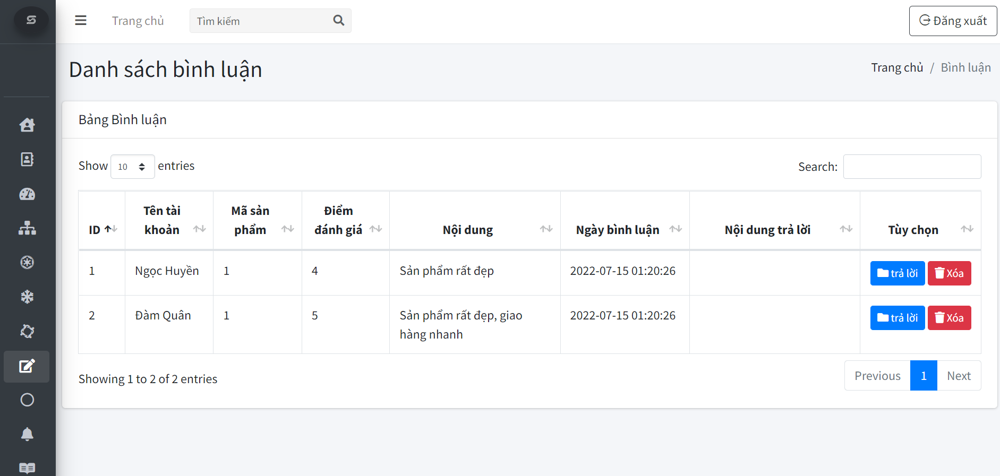 Trang chủ
Tìm kiếm
Đăng xuất
Danh sách bình luận
Trang chủ / Bình luận
Bảng Bình luận
Show 10 entries
Search:
ID
Tên tài khoản
Mã sản phẩm
Điểm đánh giá
Nội dung
Ngày bình luận
Nội dung trả lời
Tùy chọn
1 Ngọc Huyền 1 4 Sản phẩm rất đẹp 2022-07-15 01:20:26 trả lời Xóa
2 Đàm Quân 1 5 Sản phẩm rất đẹp, giao 2022-07-15 01:20:26 trả lời Xóa
hàng nhanh
Showing 1 to 2 of 2 entries
Previous 1 Next